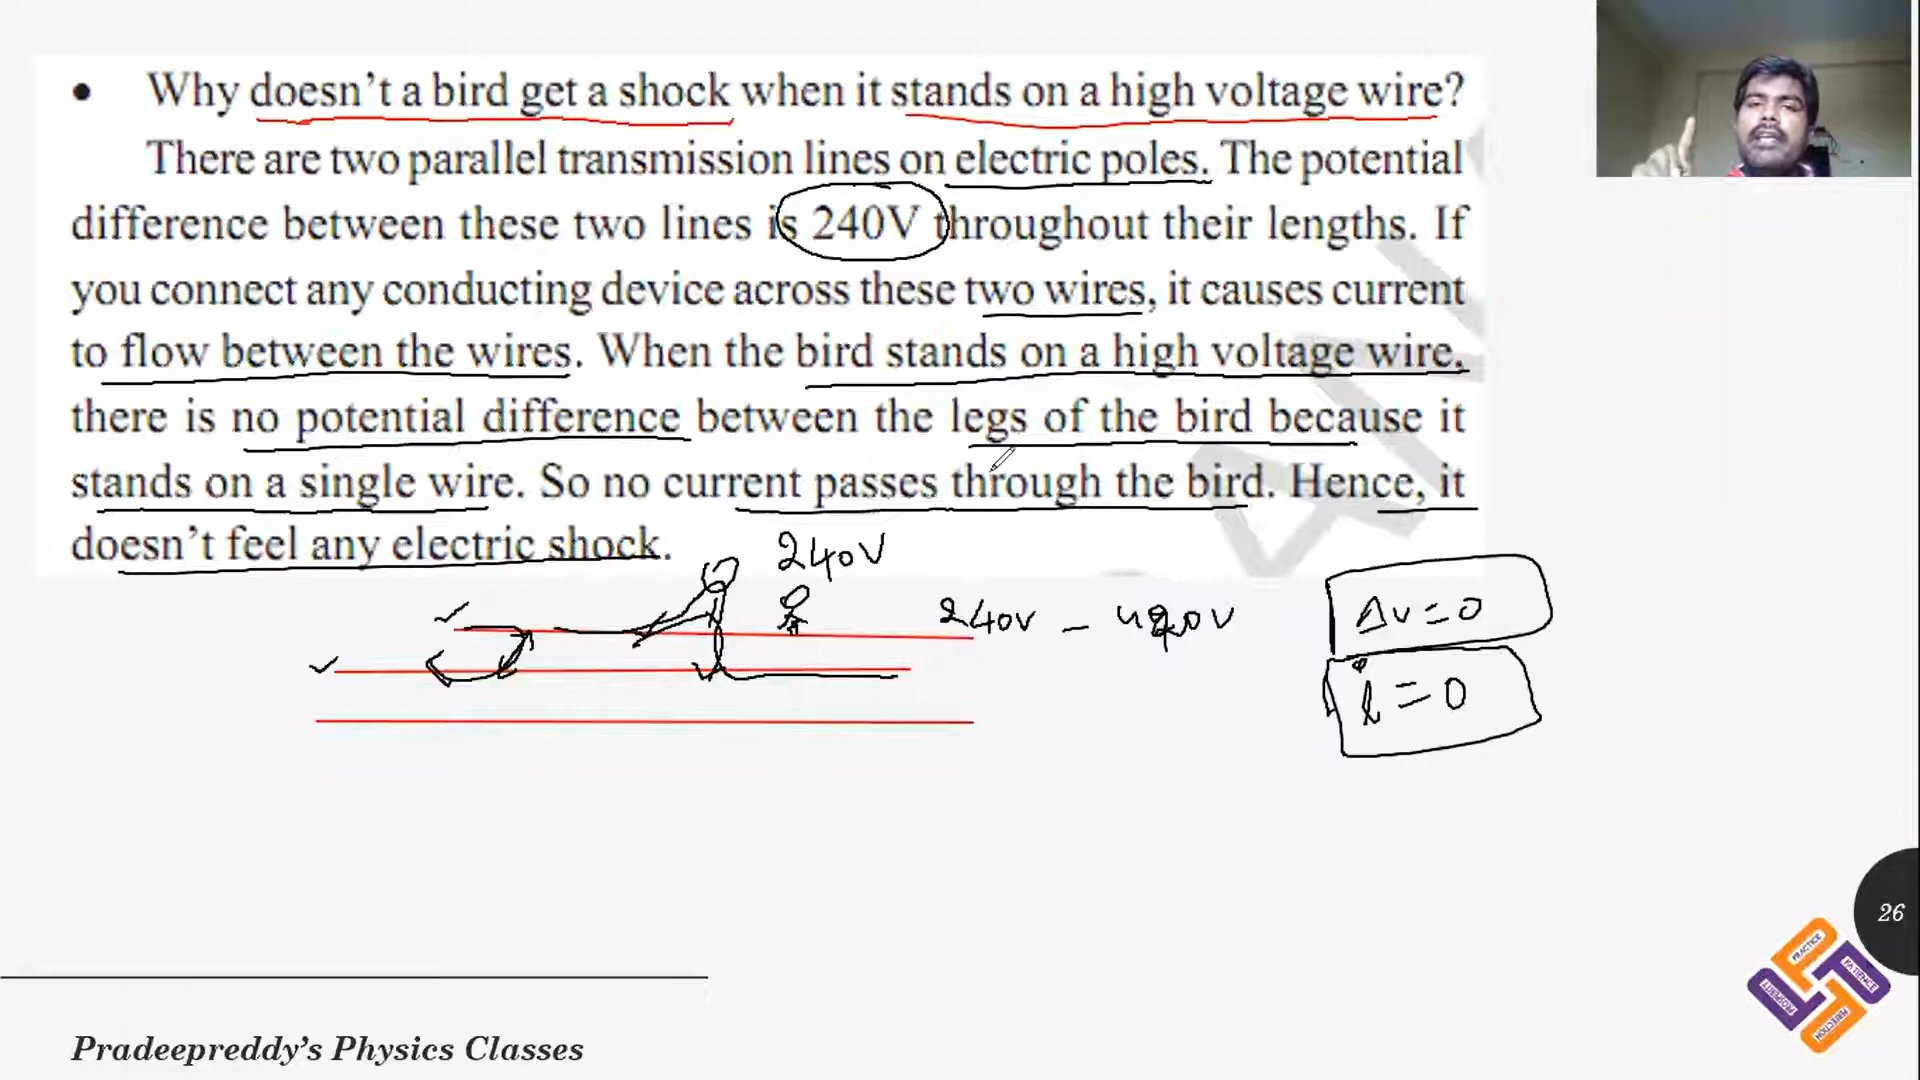 • Why doesn't a bird get a shock when it stands on a high voltage wire?
There are two parallel transmission lines on electric poles. The potential
difference between these two lines is 240V throughout their lengths. If
you connect any conducting device across these two wires, it causes current
to flow between the wires. When the bird stands on a high voltage wire,
there is no potential difference between the legs of the bird because it
stands on a single wire. So no current passes through the bird. Hence, it
doesn't feel any electric shock.
240V
240V -
ΔV=0
i=0
26
PRACTICE
PATIENCE
Pradeepreddy's Physics Classes